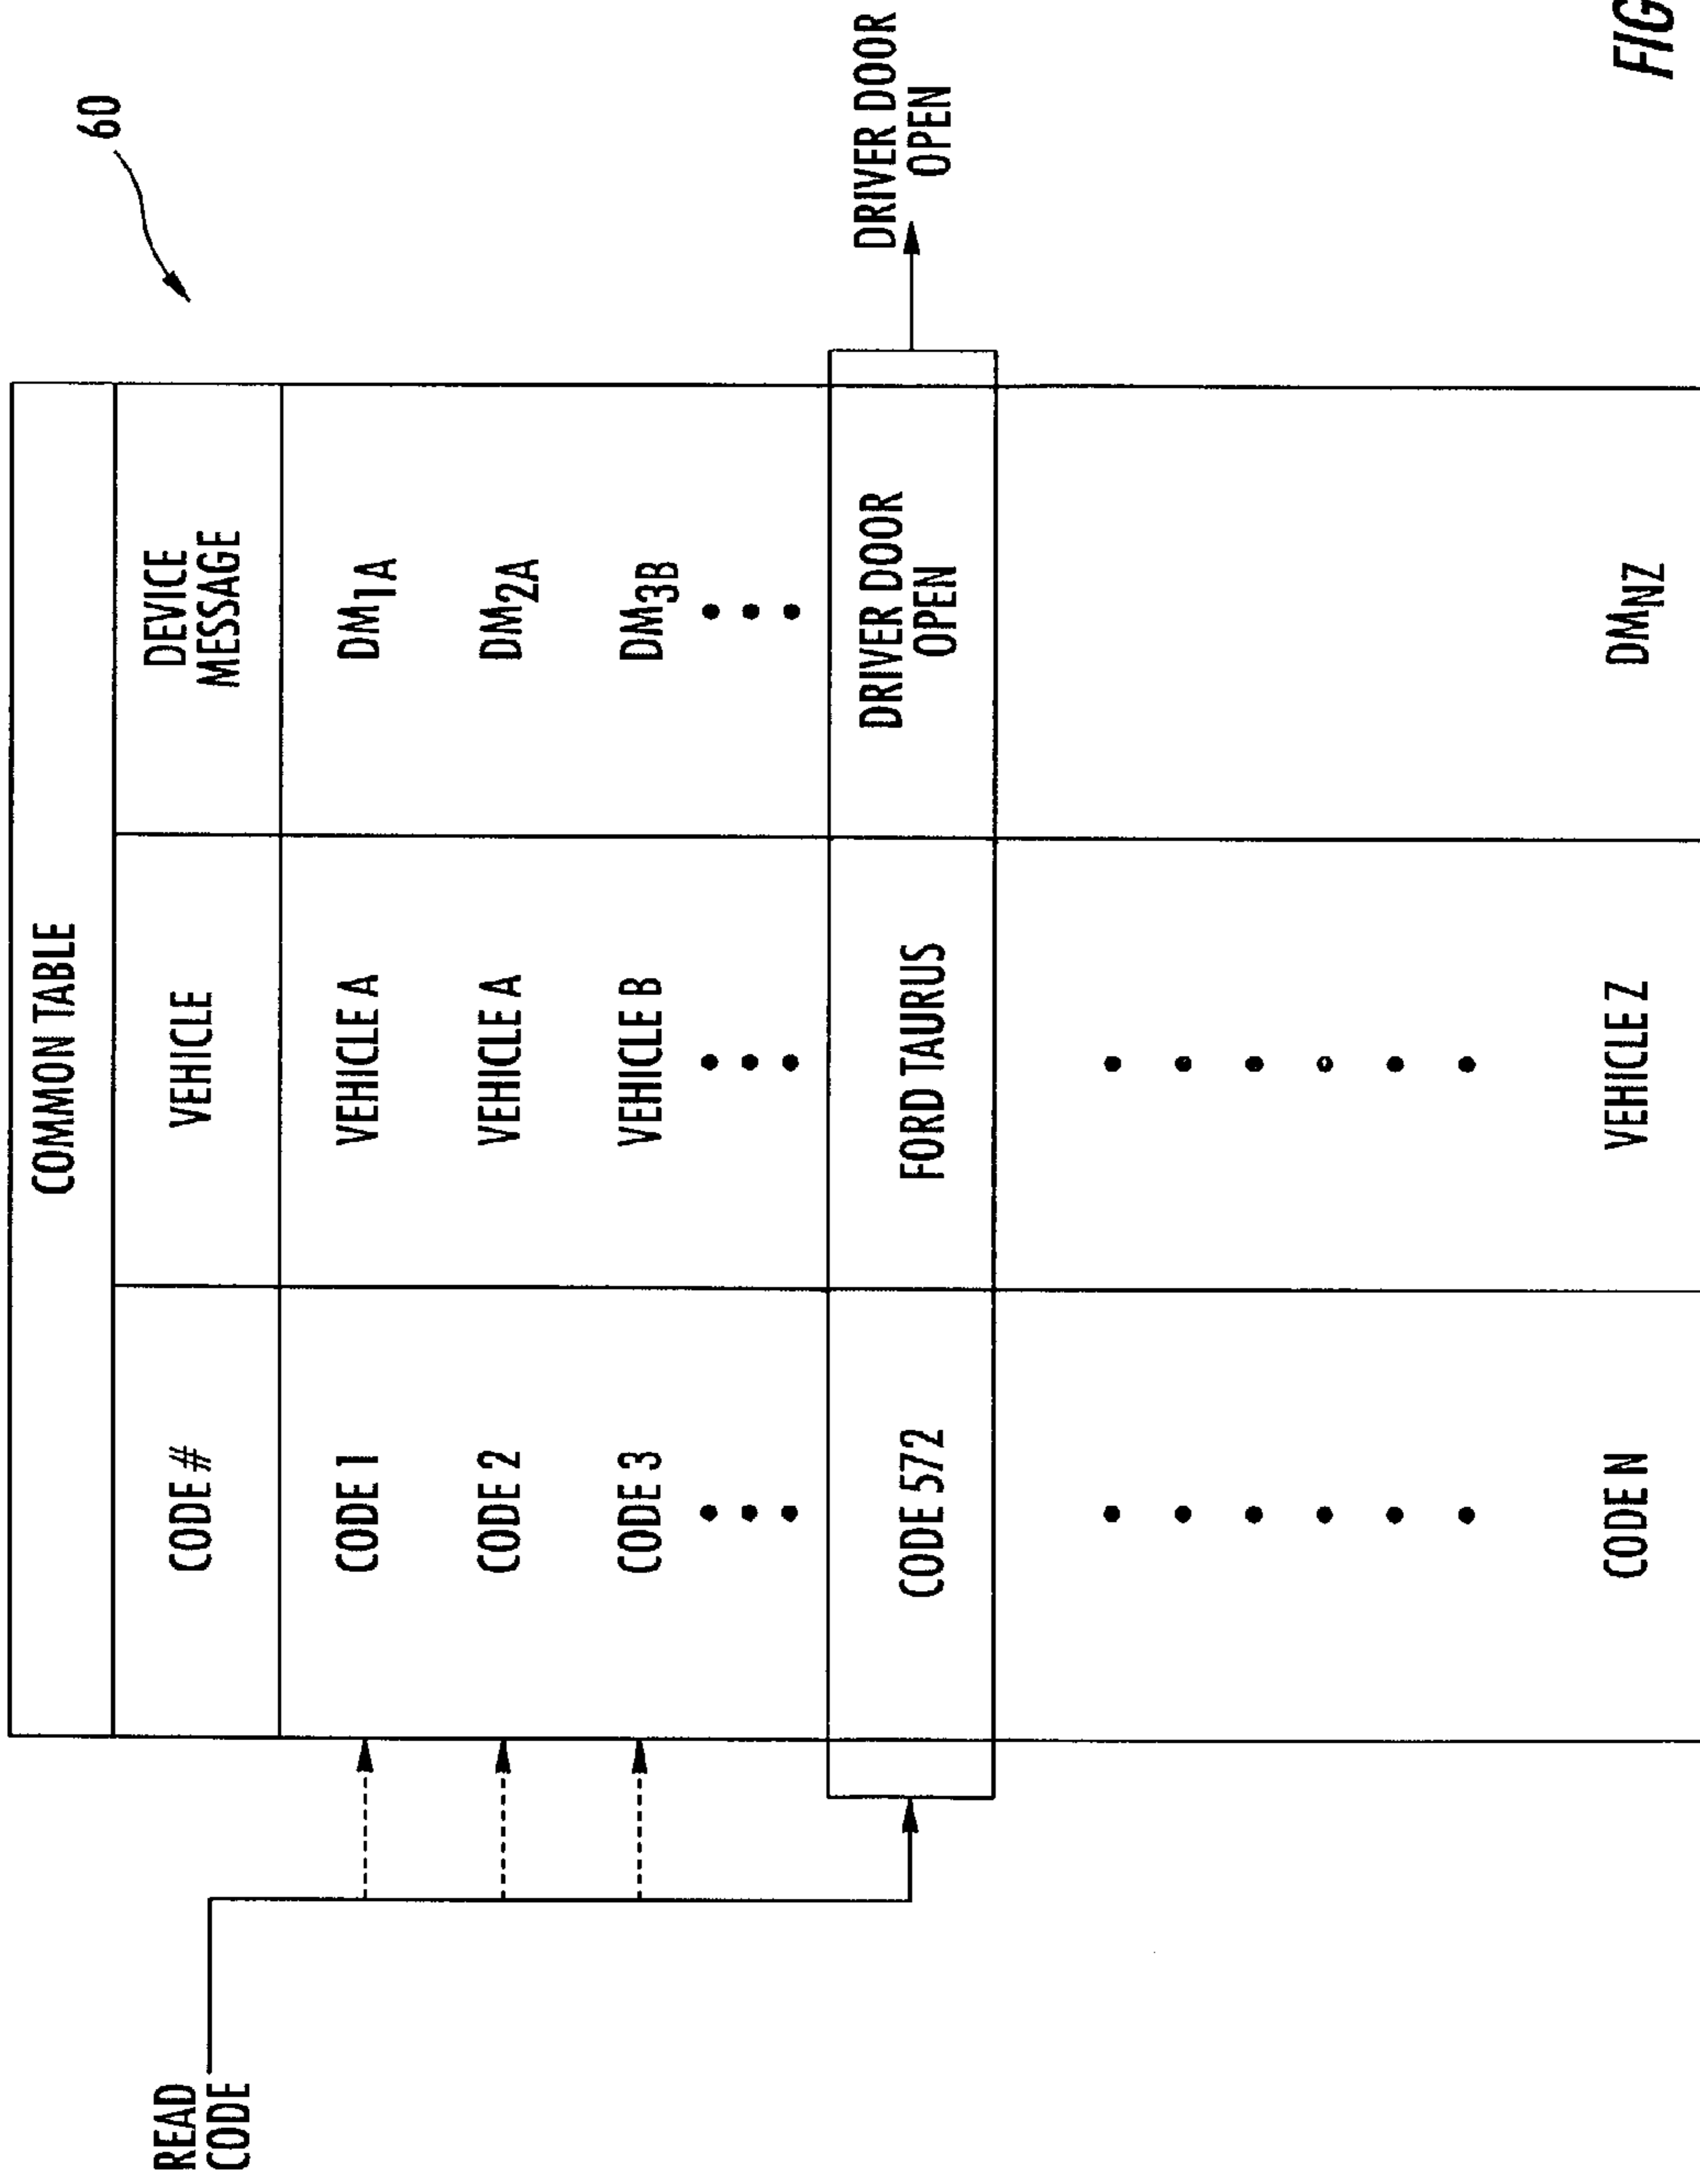 60
COMMON TABLE
CODE # VEHICLE DEVICE MESSAGE
CODE 1 VEHICLE A DM1A
CODE 2 VEHICLE A DM2A
CODE 3 VEHICLE B DM3B
CODE 572 FORD TAURUS DRIVER DOOR OPEN
CODE N VEHICLE Z DMNZ
READ
CODE
DRIVER DOOR
OPEN
FIG